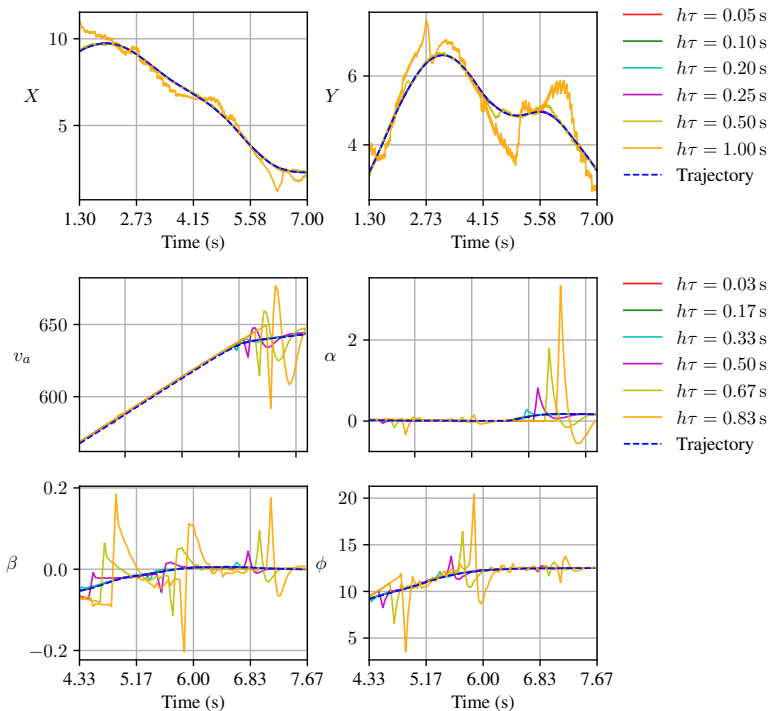 10
X
5
1.30 2.73 4.15 5.58 7.00
Time (s)
6
Y
4
1.30 2.73 4.15 5.58 7.00
Time (s)
hτ = 0.05 s
hτ = 0.10 s
hτ = 0.20 s
hτ = 0.25 s
hτ = 0.50 s
hτ = 1.00 s
Trajectory
650
v_a
600
2
α
0
hτ = 0.03 s
hτ = 0.17 s
hτ = 0.33 s
hτ = 0.50 s
hτ = 0.67 s
hτ = 0.83 s
Trajectory
0.2
β
0.0
−0.2
4.33 5.17 6.00 6.83 7.67
Time (s)
20
15
ϕ
10
5
4.33 5.17 6.00 6.83 7.67
Time (s)